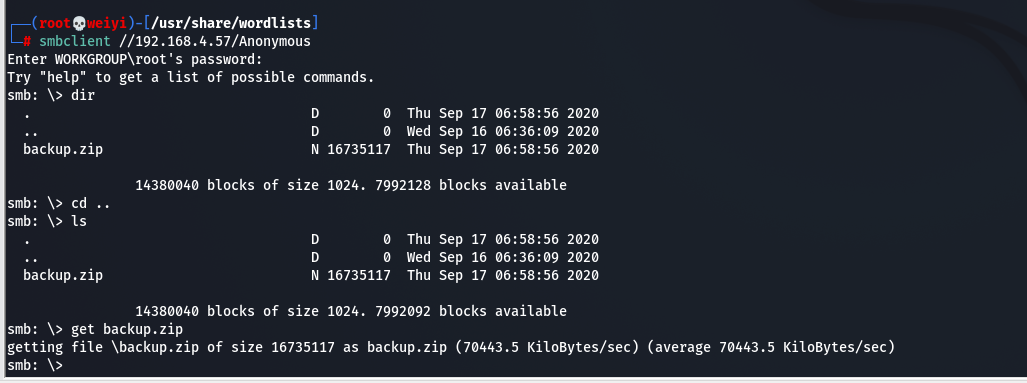 ┌──(root💀weiyi)-[/usr/share/wordlists]
└─# smbclient //192.168.4.57/Anonymous
Enter WORKGROUP\root's password:
Try "help" to get a list of possible commands.
smb: \> dir
  .                                   D        0  Thu Sep 17 06:58:56 2020
  ..                                  D        0  Wed Sep 16 06:36:09 2020
  backup.zip                          N 16735117  Thu Sep 17 06:58:56 2020

                14380040 blocks of size 1024. 7992128 blocks available
smb: \> cd ..
smb: \> ls
  .                                   D        0  Thu Sep 17 06:58:56 2020
  ..                                  D        0  Wed Sep 16 06:36:09 2020
  backup.zip                          N 16735117  Thu Sep 17 06:58:56 2020

                14380040 blocks of size 1024. 7992092 blocks available
smb: \> get backup.zip
getting file \backup.zip of size 16735117 as backup.zip (70443.5 KiloBytes/sec) (average 70443.5 KiloBytes/sec)
smb: \>